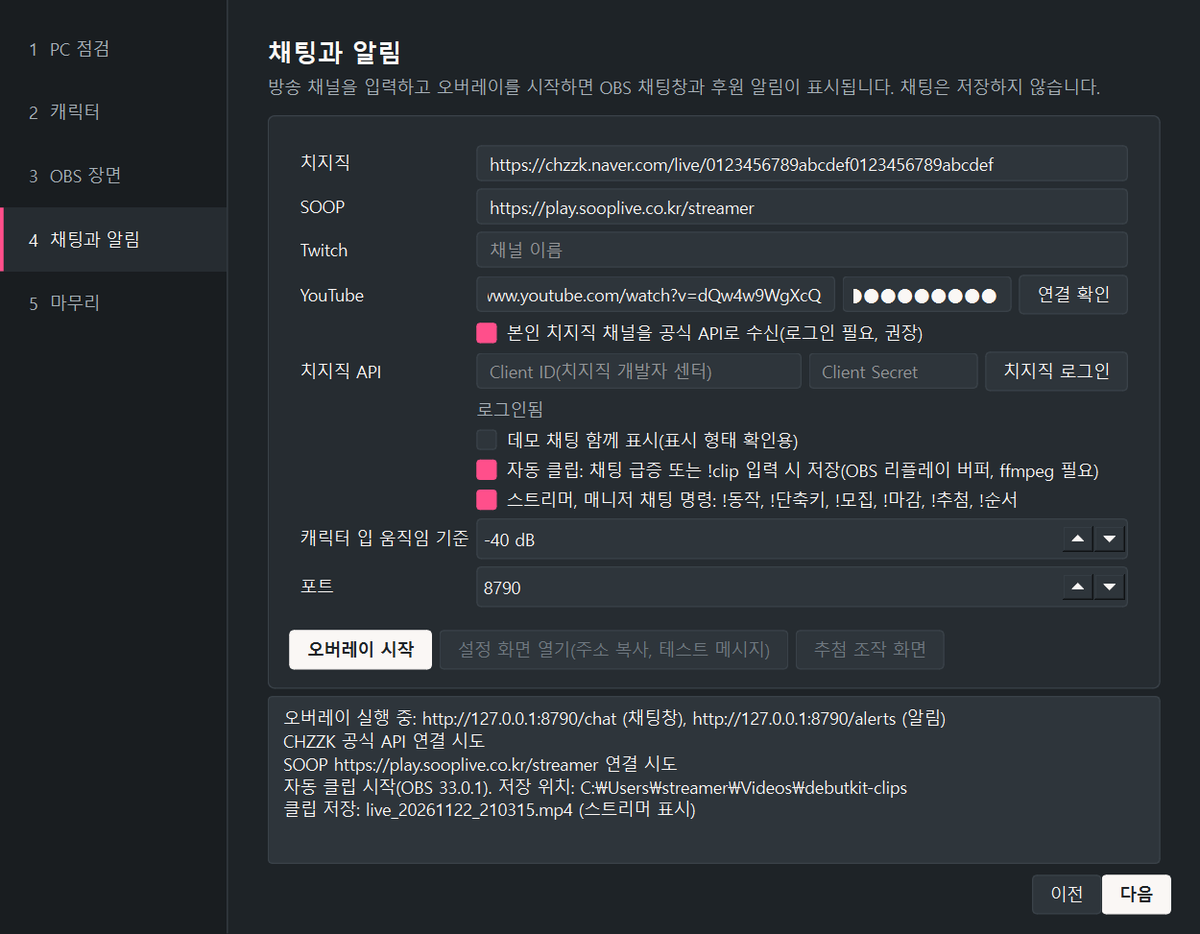 1 PC 점검
2 캐릭터
3 OBS 장면
4 채팅과 알림
5 마무리
채팅과 알림
방송 채널을 입력하고 오버레이를 시작하면 OBS 채팅창과 후원 알림이 표시됩니다. 채팅은 저장하지 않습니다.
치지직 https://chzzk.naver.com/live/0123456789abcdef0123456789abcdef
SOOP https://play.sooplive.co.kr/streamer
Twitch 채널 이름
YouTube www.youtube.com/watch?v=dQw4w9WgXcQ ●●●●●●●●●● 연결 확인
본인 치지직 채널을 공식 API로 수신(로그인 필요, 권장)
치지직 API Client ID(치지직 개발자 센터) Client Secret 치지직 로그인
로그인됨
데모 채팅 함께 표시(표시 형태 확인용)
자동 클립: 채팅 급증 또는 !clip 입력 시 저장(OBS 리플레이 버퍼, ffmpeg 필요)
스트리머, 매니저 채팅 명령: !동작, !단축키, !모집, !마감, !추첨, !순서
캐릭터 입 움직임 기준 -40 dB
포트 8790
오버레이 시작 설정 화면 열기(주소 복사, 테스트 메시지) 추첨 조작 화면
오버레이 실행 중: http://127.0.0.1:8790/chat (채팅창), http://127.0.0.1:8790/alerts (알림)
CHZZK 공식 API 연결 시도
SOOP https://play.sooplive.co.kr/streamer 연결 시도
자동 클립 시작(OBS 33.0.1). 저장 위치: C:₩Users₩streamer₩Videos₩debutkit-clips
클립 저장: live_20261122_210315.mp4 (스트리머 표시)
이전 다음